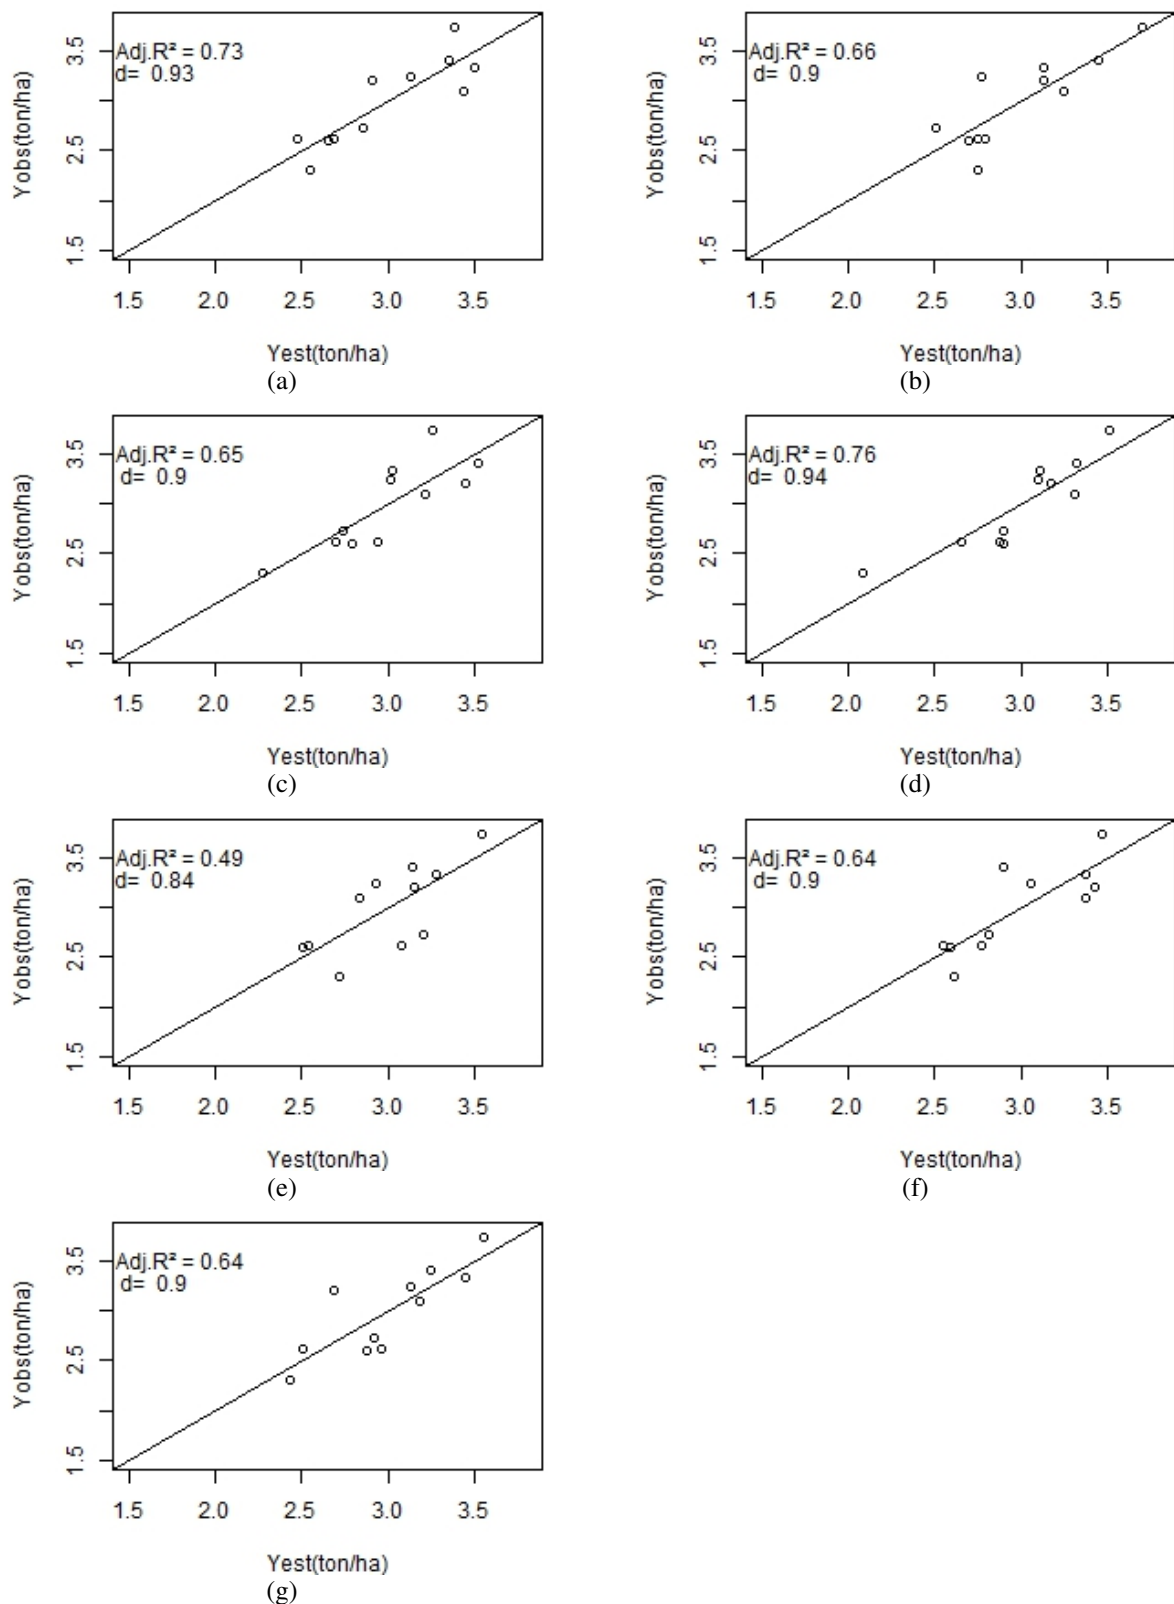 Adj.R² = 0.73
d= 0.93
3.5
2.5
1.5
Yobs(ton/ha)
1.5 2.0 2.5 3.0 3.5
Yest(ton/ha)
(a)
Adj.R² = 0.66
d= 0.9
3.5
2.5
1.5
Yobs(ton/ha)
1.5 2.0 2.5 3.0 3.5
Yest(ton/ha)
(b)
Adj.R² = 0.65
d= 0.9
3.5
2.5
1.5
Yobs(ton/ha)
1.5 2.0 2.5 3.0 3.5
Yest(ton/ha)
(c)
Adj.R² = 0.76
d= 0.94
3.5
2.5
1.5
Yobs(ton/ha)
1.5 2.0 2.5 3.0 3.5
Yest(ton/ha)
(d)
Adj.R² = 0.49
d= 0.84
3.5
2.5
1.5
Yobs(ton/ha)
1.5 2.0 2.5 3.0 3.5
Yest(ton/ha)
(e)
Adj.R² = 0.64
d= 0.9
3.5
2.5
1.5
Yobs(ton/ha)
1.5 2.0 2.5 3.0 3.5
Yest(ton/ha)
(f)
Adj.R² = 0.64
d= 0.9
3.5
2.5
1.5
Yobs(ton/ha)
1.5 2.0 2.5 3.0 3.5
Yest(ton/ha)
(g)